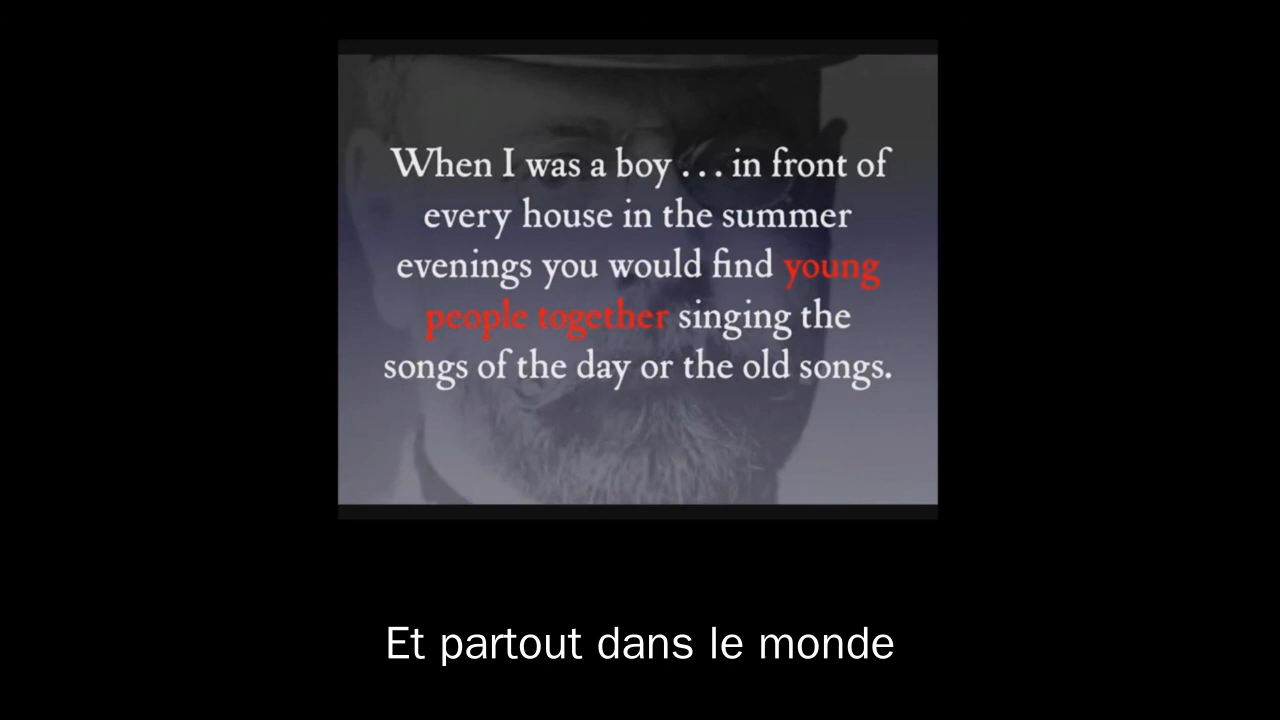 When I was a boy . . . in front of
every house in the summer
evenings you would find young
people together singing the
songs of the day or the old songs.
Et partout dans le monde